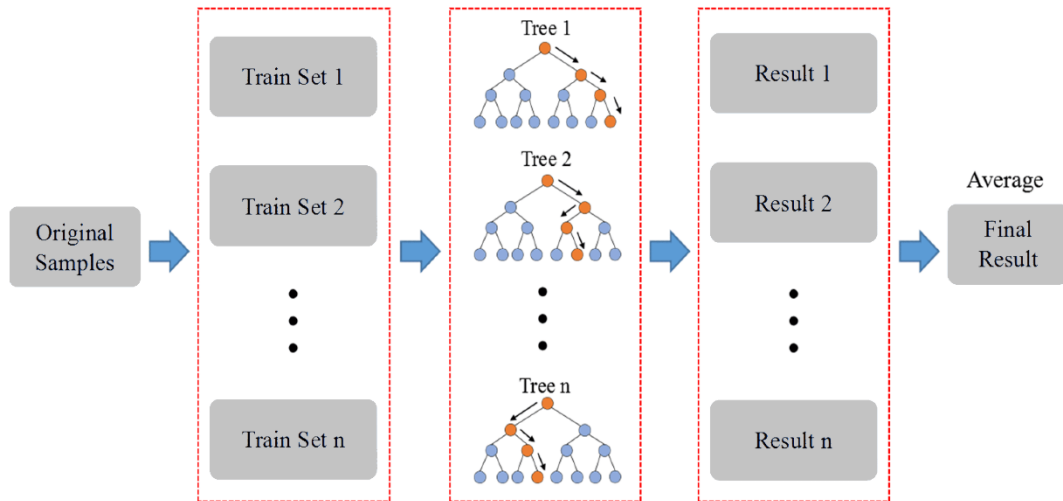 Original
Samples
Train Set 1
Train Set 2
Train Set n
Tree 1
Tree 2
Tree n
Result 1
Result 2
Result n
Average
Final
Result